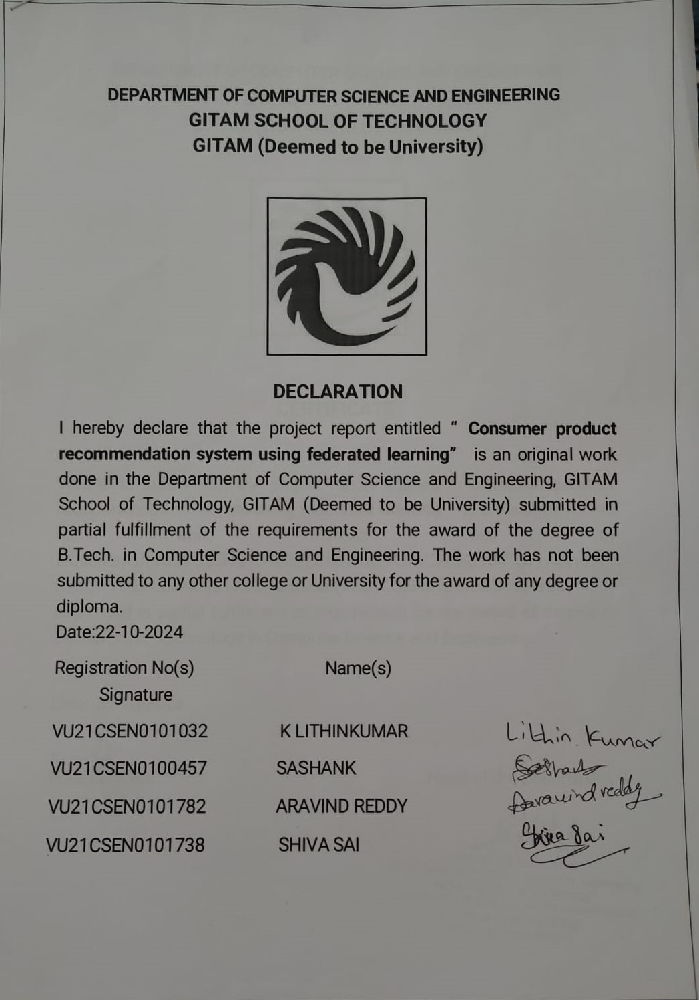 DEPARTMENT OF COMPUTER SCIENCE AND ENGINEERING
GITAM SCHOOL OF TECHNOLOGY
GITAM (Deemed to be University)
DECLARATION
I hereby declare that the project report entitled “ Consumer product
recommendation system using federated learning” is an original work
done in the Department of Computer Science and Engineering, GITAM
School of Technology, GITAM (Deemed to be University) submitted in
partial fulfillment of the requirements for the award of the degree of
B.Tech. in Computer Science and Engineering. The work has not been
submitted to any other college or University for the award of any degree or
diploma.
Date:22-10-2024
Registration No(s) Name(s)
Signature
VU21CSEN0101032 K LITHINKUMAR Lithin Kumar
VU21CSEN0100457 SASHANK
VU21CSEN0101782 ARAVIND REDDY Aaravind reddy
VU21CSEN0101738 SHIVA SAI Shiva Sai